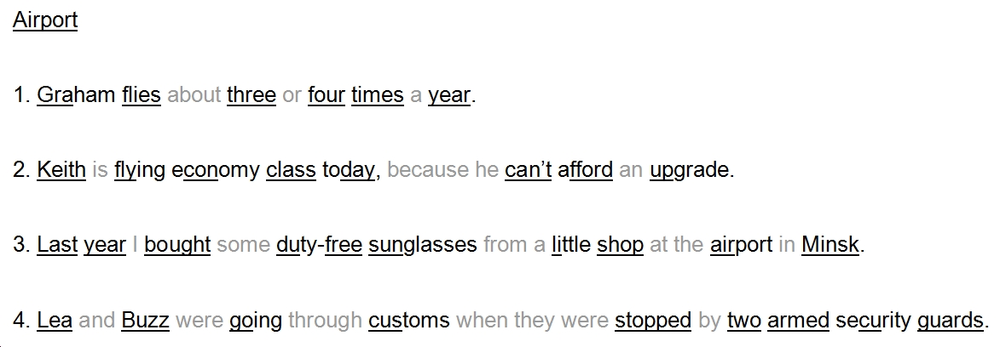 Airport
1. Graham flies about three or four times a year.
2. Keith is flying economy class today, because he can’t afford an upgrade.
3. Last year I bought some duty-free sunglasses from a little shop at the airport in Minsk.
4. Lea and Buzz were going through customs when they were stopped by two armed security guards.